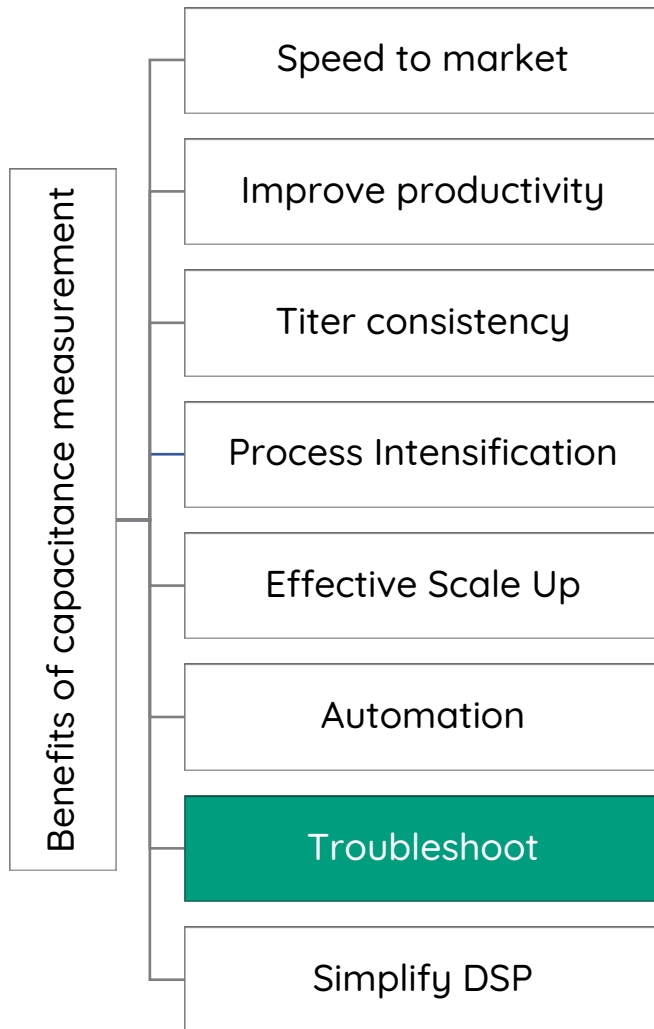 Benefits of capacitance measurement
Speed to market
Improve productivity
Titer consistency
Process Intensification
Effective Scale Up
Automation
Troubleshoot
Simplify DSP